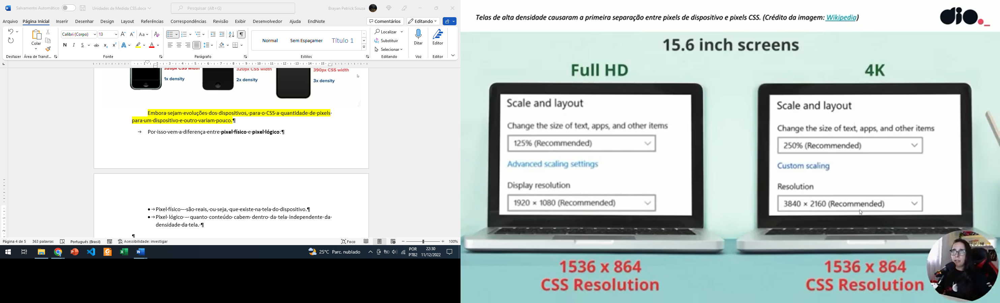 Salvamento Automático
Unidades de Medida CSS.docx
Pesquisar (Alt+G)
Brayan Petrick Souza
Arquivo Página Inicial Inserir Desenhar Design Layout Referências Correspondências Revisão Exibir Desenvolvedor Ajuda EndNote
Comentários
Editando
Colar
Calibri (Corpo) 13
Normal Sem Espaçamer Título 1
Localizar
Substituir
Selecionar
Ditar
Editor
Desfazer Área de Transf... Fonte Parágrafo Estilos Editando Voz Editor
320px CSS width
1x density
320px CSS width
2x density
390px CSS width
3x density
Embora sejam evoluções dos dispositivos, para o CSS a quantidade de pixels
para um dispositivo e outro variam pouco.¶
→ Por isso vem a diferença entre pixel físico e pixel lógico:¶
• Pixel físico – são reais, ou seja, que existe na tela do dispositivo.¶
• Pixel lógico – quanto conteúdo cabem dentro da tela independente da
densidade da tela. ¶
¶
Página 4 de 5 363 palavras Português (Brasil) Acessibilidade: investigar Foco 100%
25°C Parc. nublado
POR
PTB2
22:30
11/12/2022
Telas de alta densidade causaram a primeira separação entre pixels de dispositivo e pixels CSS. (Crédito da imagem: Wikipedia)
dio._
15.6 inch screens
Full HD
Scale and layout
Change the size of text, apps, and other items
125% (Recommended)
Advanced scaling settings
Display resolution
1920 × 1080 (Recommended)
1536 x 864
CSS Resolution
4K
Scale and layout
Change the size of text, apps, and other items
250% (Recommended)
Custom scaling
Resolution
3840 × 2160 (Recommended)
1536 x 864
CSS Resolution